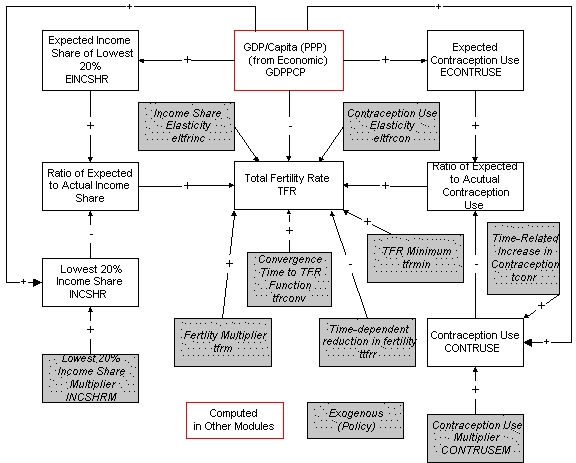 Expected Income
Share of Lowest
20%
EINCSHR
GDP/Capita (PPP)
(from Economic)
GDPPCP
Expected
Contraception Use
ECONTRUSE
+
+
+
+
+
-
+
Income Share
Elasticity
eltfrinc
Contraception Use
Elasticity
elfrcon
Ratio of Expected
to Actual Income
Share
+
Total Fertility Rate
TFR
+
Ratio of Expected
to Acutual
Contraception
Use
-
+
+
+
-
-
Lowest 20%
Income Share
INCSHR
+
Convergence
Time to TFR
Function
tfrconv
TFR Minimum
tfrmin
Time-Related
Increase in
Contraception
tconr
+
+
Fertlity Multiplier
tfrm
Time-dependent
reduction in fertility
ttfrr
Contraception Use
CONTRUSE
+
+
Lowest 20%
Income Share
Multiplier
INCSHRM
+
Computed
in Other Modules
Exogenous
(Policy)
Contraception Use
Multiplier
CONTRUSEM